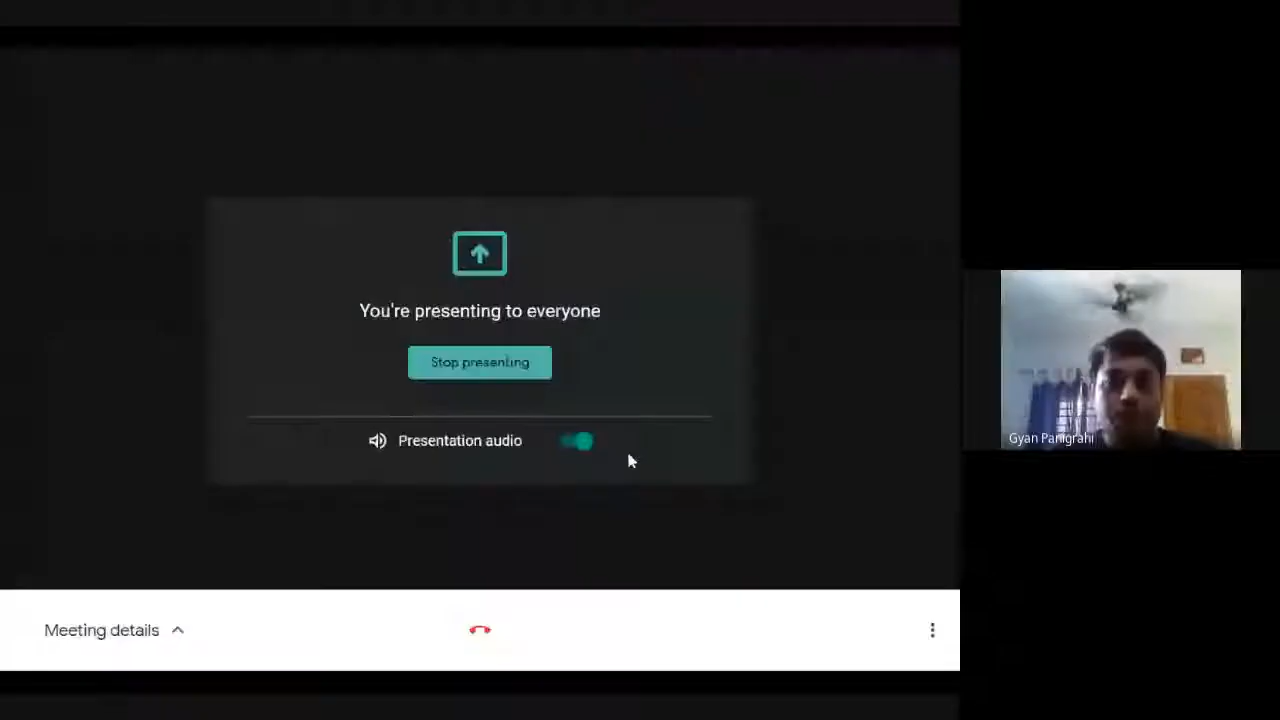 You're presenting to everyone
Stop presenting
Presentation audio
Gyan Panigrahi
Meeting details